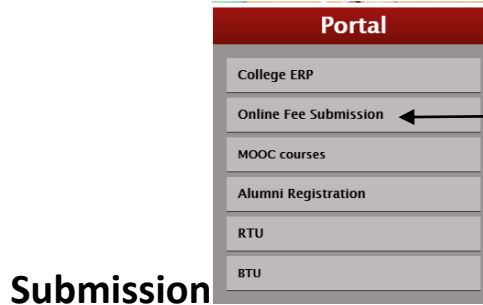 Portal
College ERP
Online Fee Submission
MOOC courses
Alumni Registration
RTU
BTU
Submission